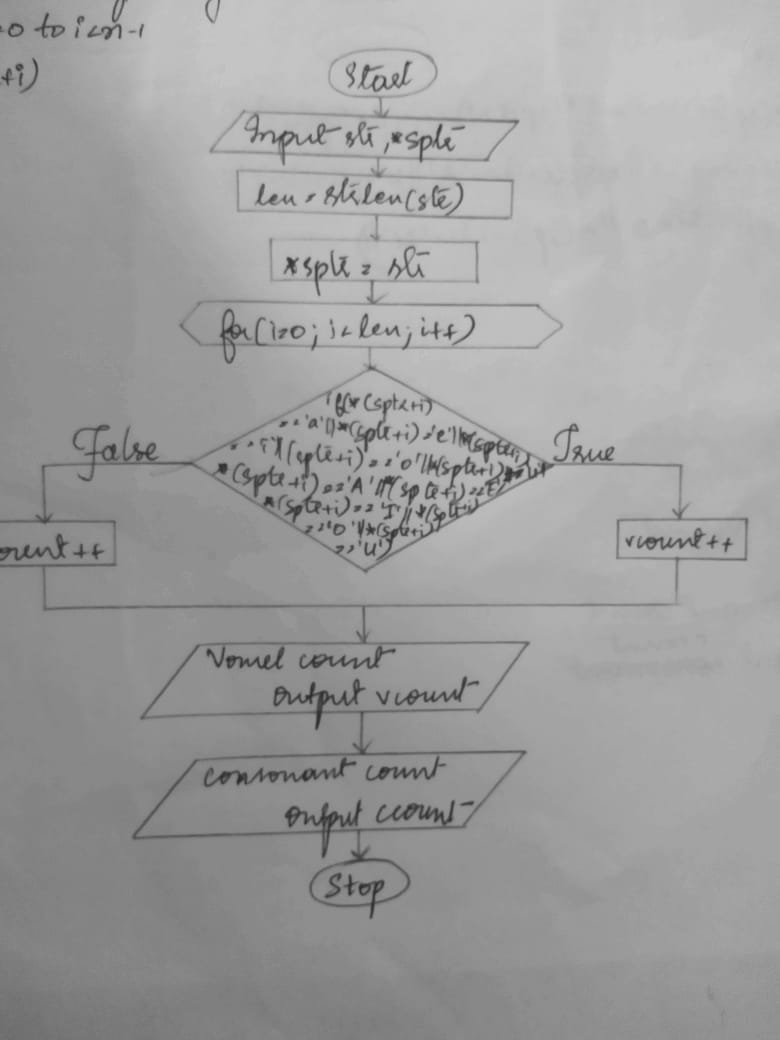 0 to i<n-1
+i)
Start
Input str, *sptr
len = strlen(str)
*sptr = str
for(i=0; i<len; i++)
if(*(sptr+i)
=='a'||*(sptr+i)=='e'||*(sptr+i)
=='i'||(sptr+i)=='o'||*(sptr+i)=='u'||
*(sptr+i)=='A'||*(sptr+i)=='E'||
*(sptr+i)=='I'||*(sptr+i)
=='O'||*(sptr+i)
=='U')
False
True
ount++
vcount++
Vowel count
output vcount
consonant count
output ccount
Stop